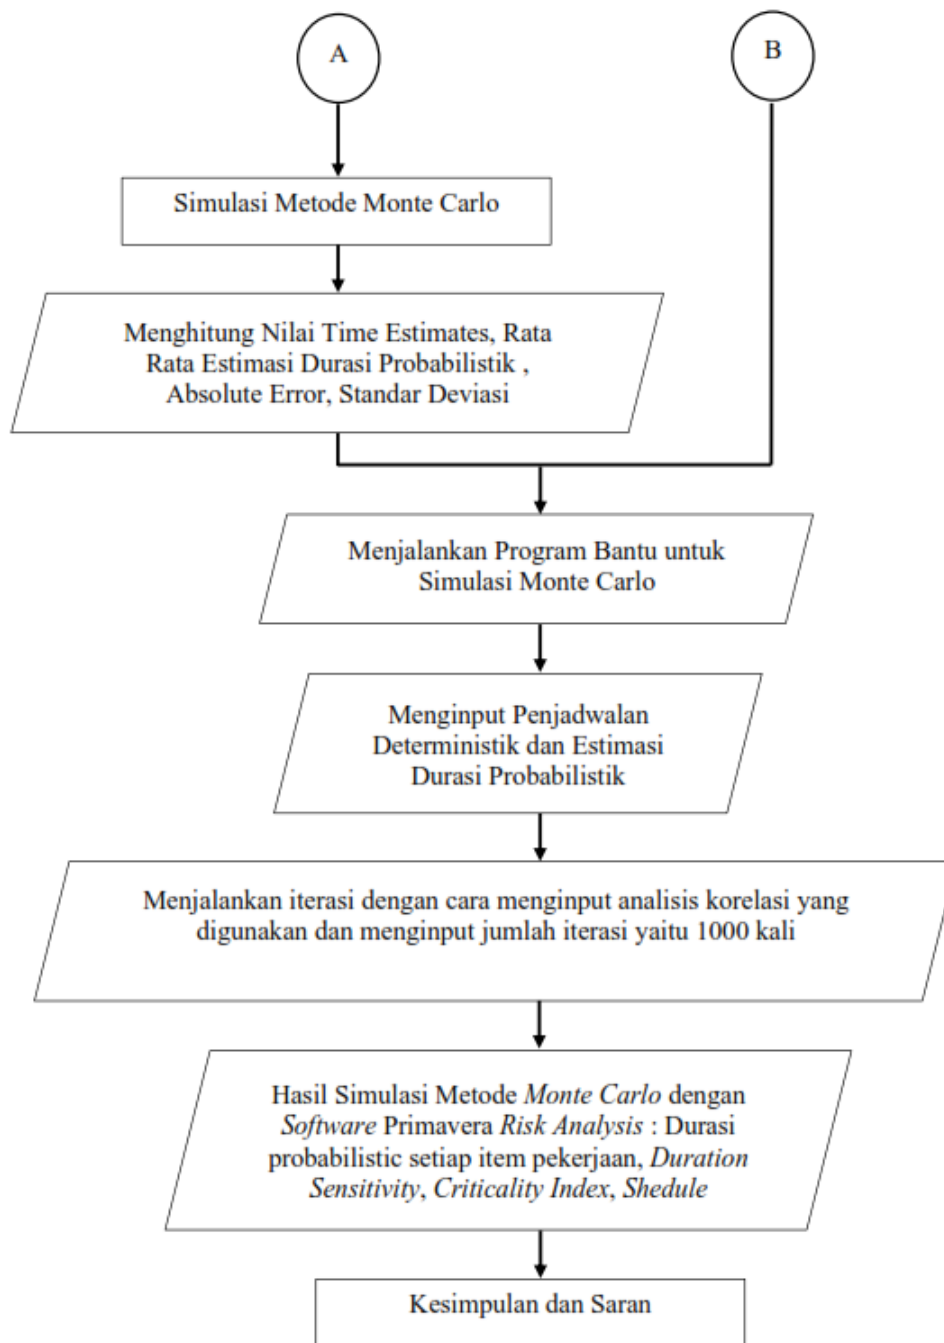 A
B
Simulasi Metode Monte Carlo
Menghitung Nilai Time Estimates, Rata
Rata Estimasi Durasi Probabilistik ,
Absolute Error, Standar Deviasi
Menjalankan Program Bantu untuk
Simulasi Monte Carlo
Menginput Penjadwalan
Deterministik dan Estimasi
Durasi Probabilistik
Menjalankan iterasi dengan cara menginput analisis korelasi yang
digunakan dan menginput jumlah iterasi yaitu 1000 kali
Hasil Simulasi Metode Monte Carlo dengan
Software Primavera Risk Analysis : Durasi
probabilistic setiap item pekerjaan, Duration
Sensitivity, Criticality Index, Shedule
Kesimpulan dan Saran